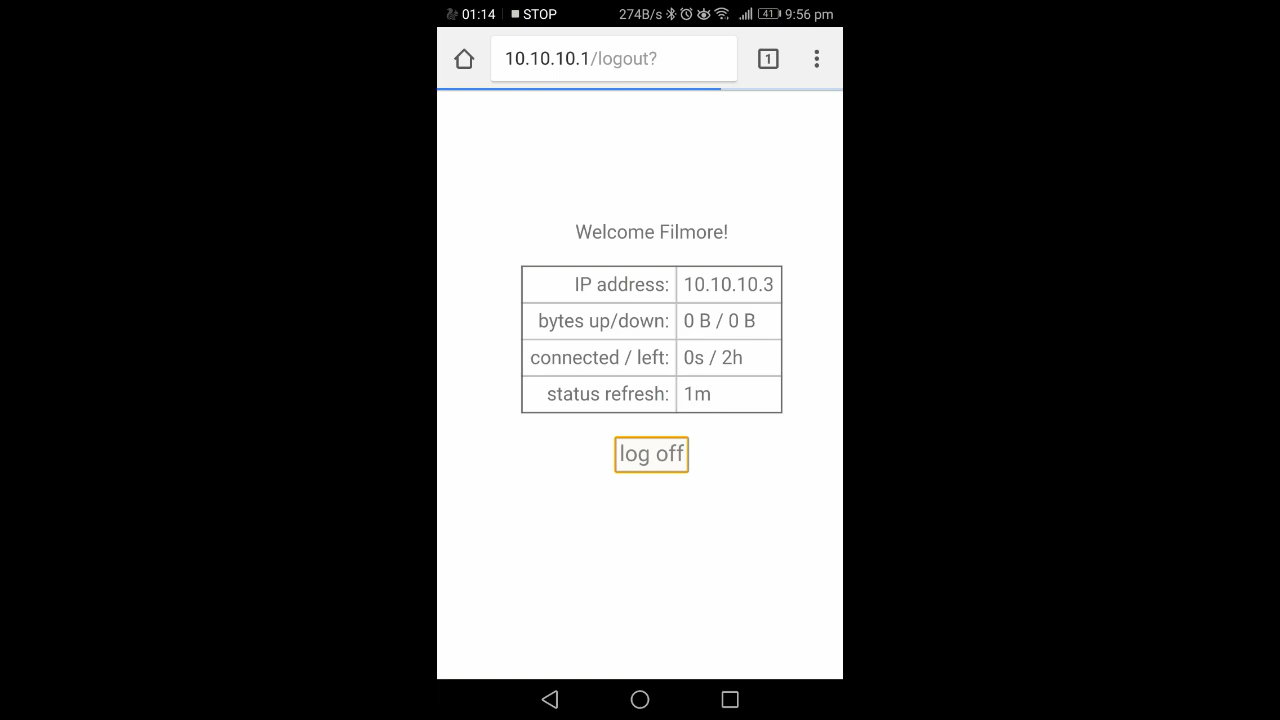 01:14 STOP 274B/s 41 9:56 pm
10.10.10.1/logout? 1
Welcome Filmore!
IP address: 10.10.10.3
bytes up/down: 0 B / 0 B
connected / left: 0s / 2h
status refresh: 1m
log off